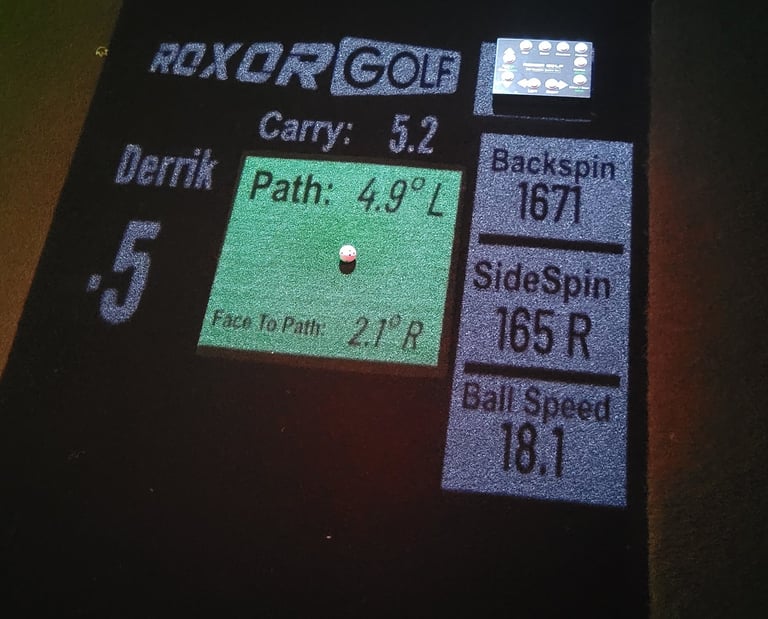 ROXOR GOLF
Carry: 5.2
Derrik
-5
Path: 4.9° L
Face To Path: 2.1° R
Backspin
1671
SideSpin
165 R
Ball Speed
18.1